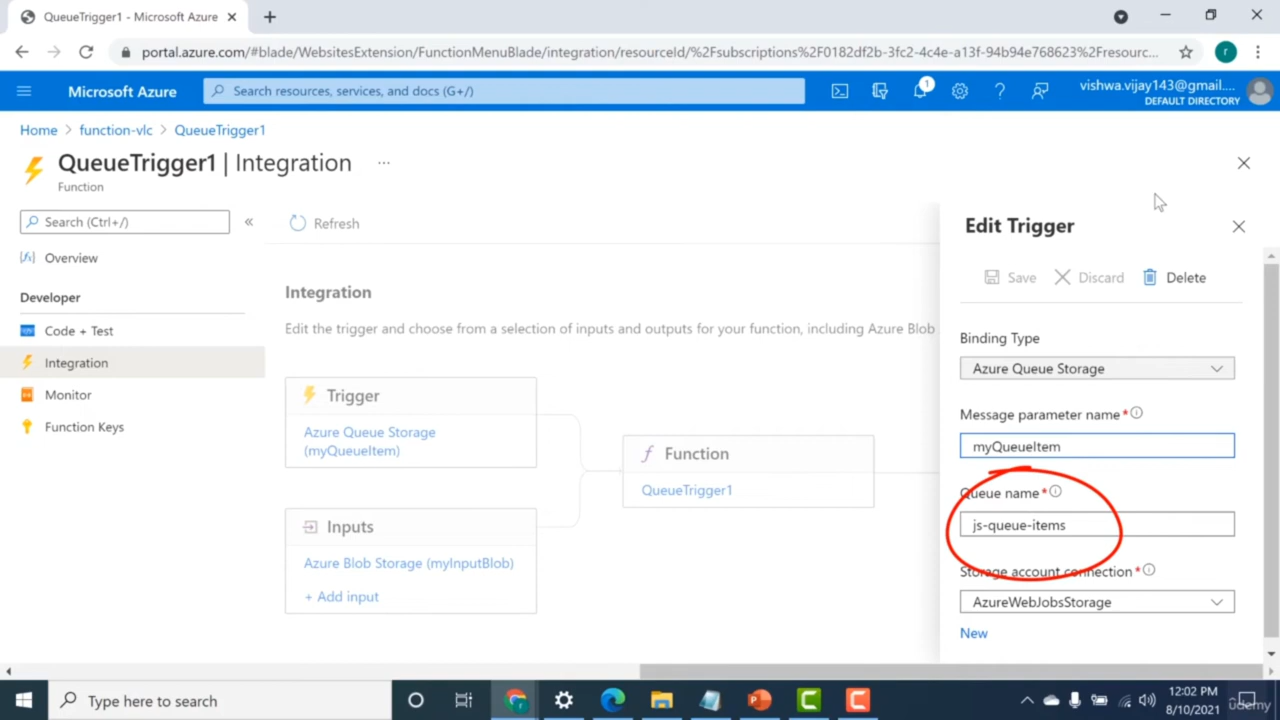 QueueTrigger1 - Microsoft Azure
portal.azure.com/#blade/WebsitesExtension/FunctionMenuBlade/integration/resourceId/%2Fsubscriptions%2F0182df2b-3fc2-4c4e-a13f-94b94e768623%2Fresourc...
r
Microsoft Azure
Search resources, services, and docs (G+/)
1
vishwa.vijay143@gmail....
DEFAULT DIRECTORY
Home > function-vlc > QueueTrigger1
QueueTrigger1 | Integration ...
Function
Search (Ctrl+/)
«
Refresh
Overview
Developer
Code + Test
Integration
Monitor
Function Keys
Integration
Edit the trigger and choose from a selection of inputs and outputs for your function, including Azure Blob
Trigger
Azure Queue Storage
(myQueueItem)
Inputs
Azure Blob Storage (myInputBlob)
+ Add input
Function
QueueTrigger1
Edit Trigger
Save
Discard
Delete
Binding Type
Azure Queue Storage
Message parameter name *
myQueueItem
Queue name *
js-queue-items
Storage account connection *
AzureWebJobsStorage
New
Type here to search
12:02 PM
8/10/2021
udemy